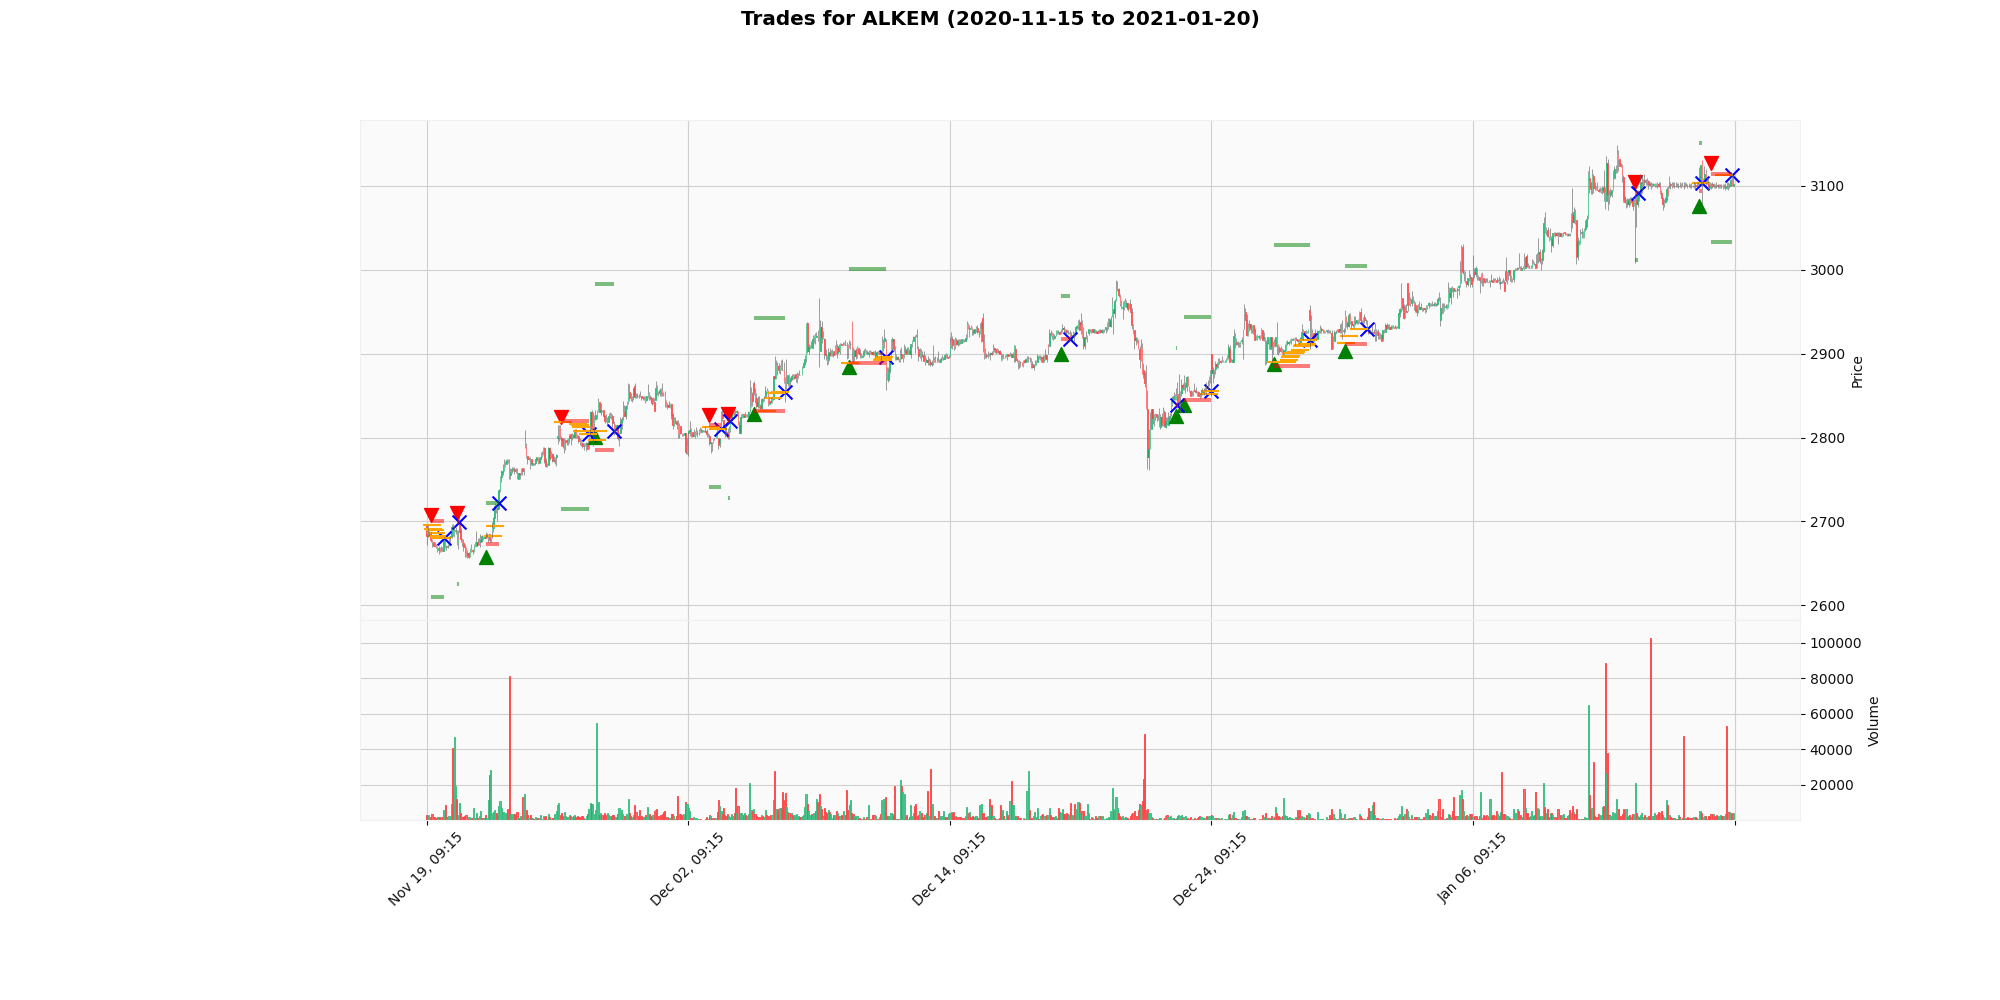 Trades for ALKEM (2020-11-15 to 2021-01-20)
3100
3000
2900
2800
2700
2600
Price
100000
80000
60000
40000
20000
Volume
Nov 19, 09:15
Dec 02, 09:15
Dec 14, 09:15
Dec 24, 09:15
Jan 06, 09:15